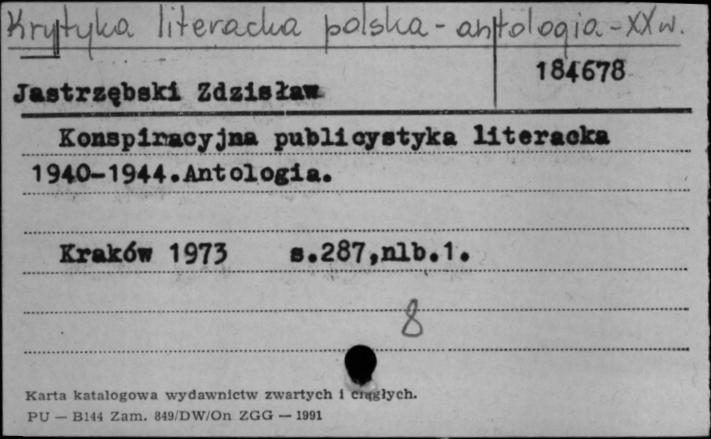 Krytyka literacka polska - antologia - XX w.
184678
Jastrzębski Zdzisław
Konspiracyjna publicystyka literacka
1940-1944.Antologia.
Kraków 1973 s.287,nlb.1.
8
Karta katalogowa wydawnictw zwartych i ciągłych.
PU — B144 Zam. 849/DW/On ZGG — 1991